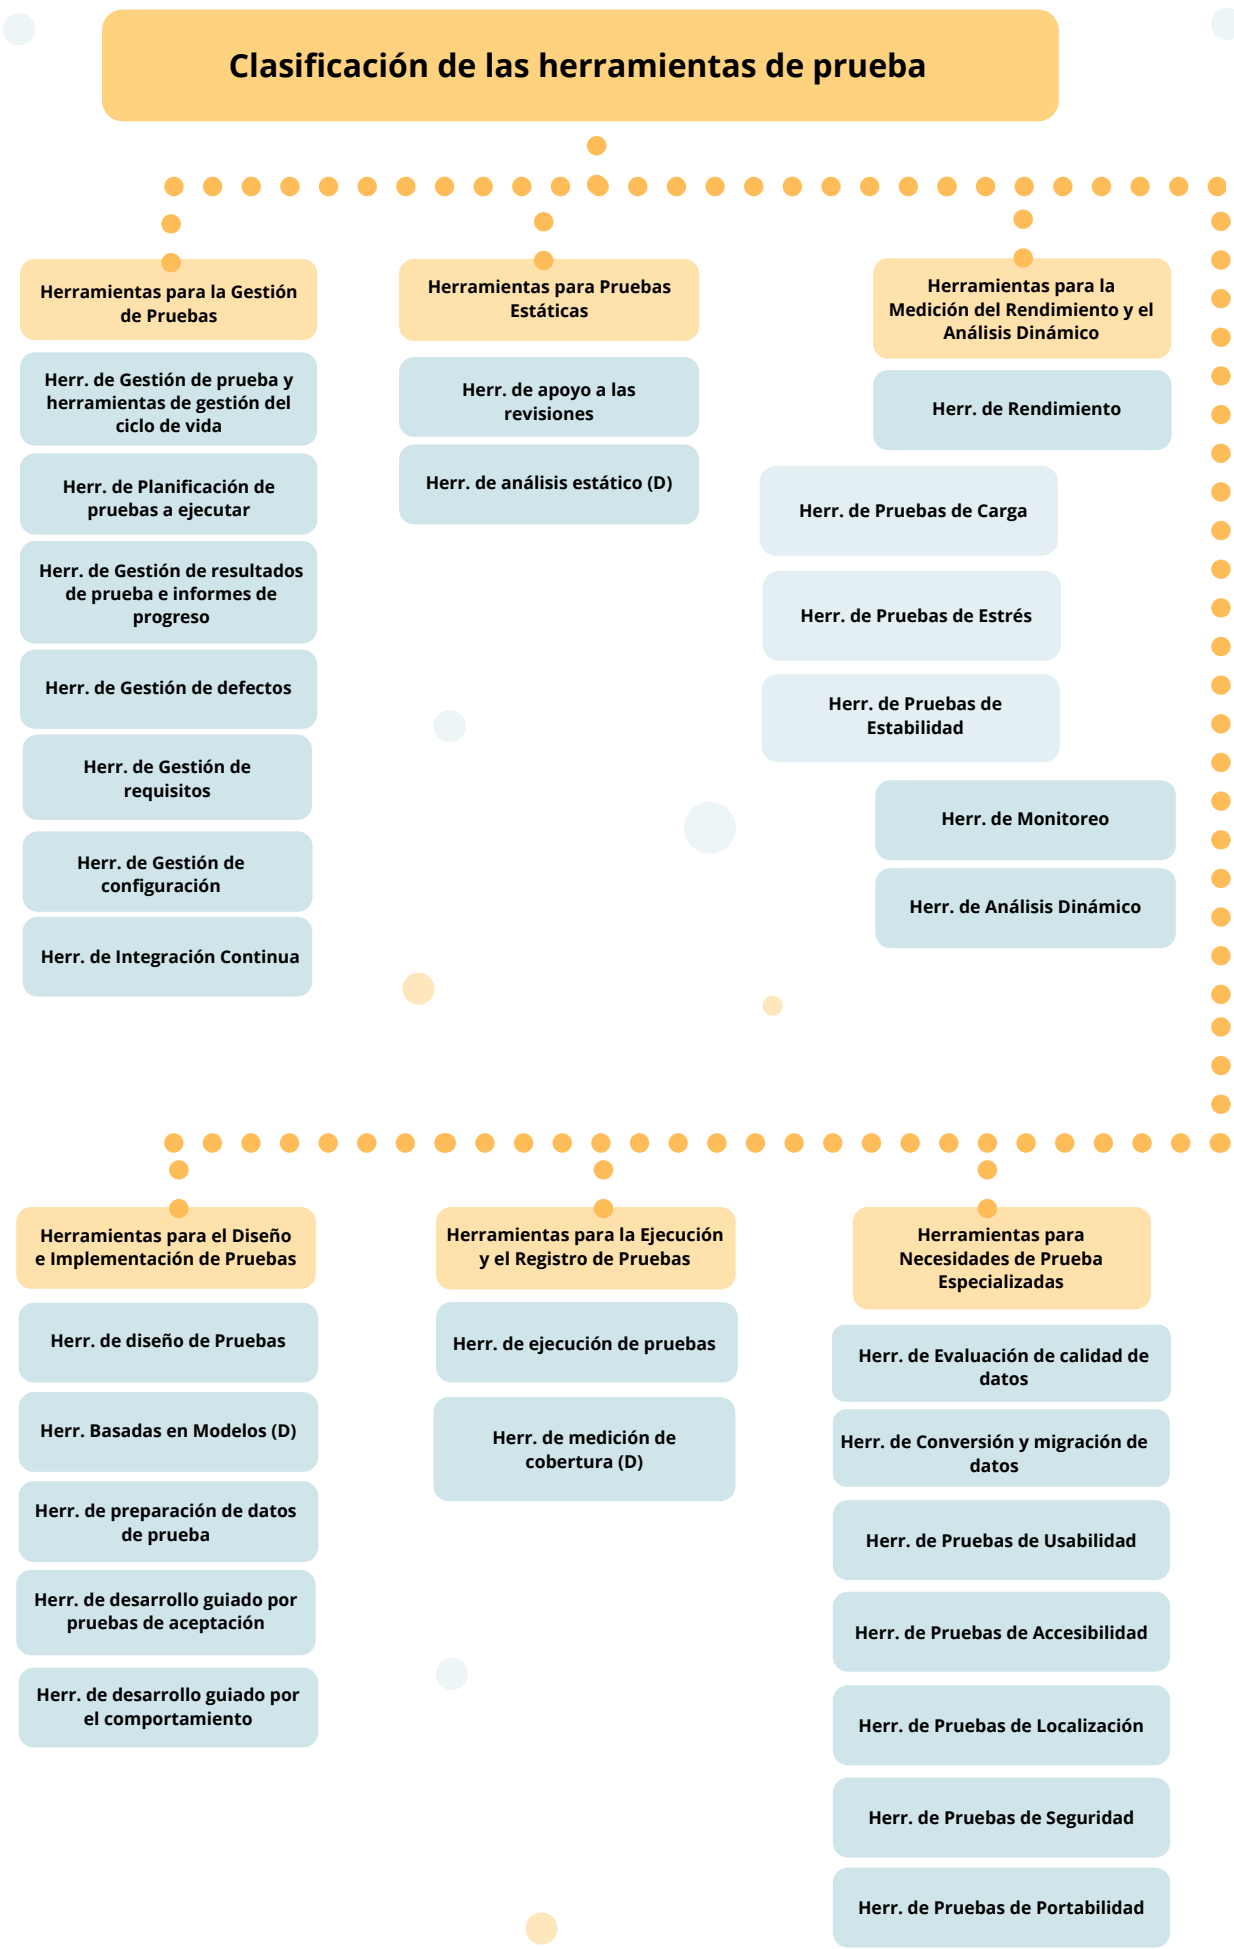 Clasificación de las herramientas de prueba
Herramientas para la Gestión
de Pruebas
Herr. de Gestión de prueba y
herramientas de gestión del
ciclo de vida
Herr. de Planificación de
pruebas a ejecutar
Herr. de Gestión de resultados
de prueba e informes de
progreso
Herr. de Gestión de defectos
Herr. de Gestión de
requisitos
Herr. de Gestión de
configuración
Herr. de Integración Continua
Herramientas para Pruebas
Estáticas
Herr. de apoyo a las
revisiones
Herr. de análisis estático (D)
Herramientas para la
Medición del Rendimiento y el
Análisis Dinámico
Herr. de Rendimiento
Herr. de Pruebas de Carga
Herr. de Pruebas de Estrés
Herr. de Pruebas de
Estabilidad
Herr. de Monitoreo
Herr. de Análisis Dinámico
Herramientas para el Diseño
e Implementación de Pruebas
Herr. de diseño de Pruebas
Herr. Basadas en Modelos (D)
Herr. de preparación de datos
de prueba
Herr. de desarrollo guiado por
pruebas de aceptación
Herr. de desarrollo guiado por
el comportamiento
Herramientas para la Ejecución
y el Registro de Pruebas
Herr. de ejecución de pruebas
Herr. de medición de
cobertura (D)
Herramientas para
Necesidades de Prueba
Especializadas
Herr. de Evaluación de calidad de
datos
Herr. de Conversión y migración de
datos
Herr. de Pruebas de Usabilidad
Herr. de Pruebas de Accesibilidad
Herr. de Pruebas de Localización
Herr. de Pruebas de Seguridad
Herr. de Pruebas de Portabilidad